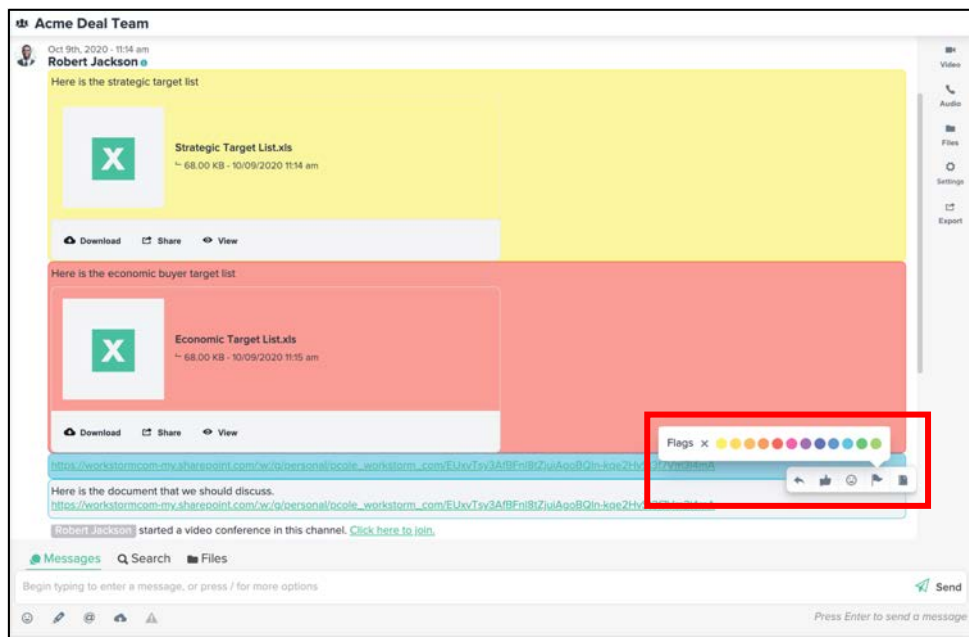 Acme Deal Team
Oct 9th, 2020 - 11:14 am
Robert Jackson
Here is the strategic target list
X
Strategic Target List.xls
68.00 KB - 10/09/2020 11:14 am
Download Share View
Here is the economic buyer target list
X
Economic Target List.xls
68.00 KB - 10/09/2020 11:15 am
Download Share View
Flags
Here is the document that we should discuss.
Robert Jackson started a video conference in this channel. Click here to join.
Video
Audio
Files
Settings
Export
Messages Search Files
Begin typing to enter a message, or press / for more options
Send
Press Enter to send a message